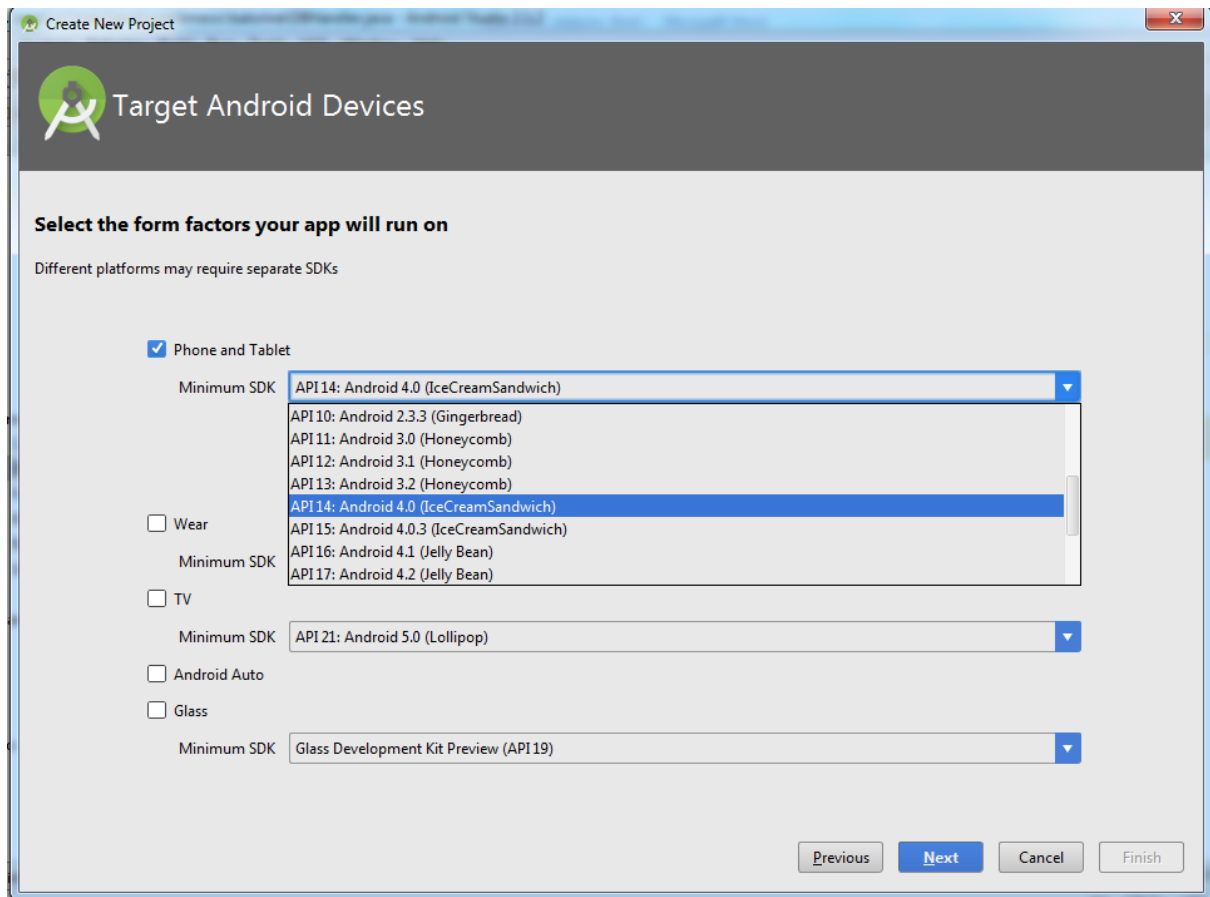 Create New Project
Target Android Devices
Select the form factors your app will run on
Different platforms may require separate SDKs
Phone and Tablet
Minimum SDK API 14: Android 4.0 (IceCreamSandwich)
API 10: Android 2.3.3 (Gingerbread)
API 11: Android 3.0 (Honeycomb)
API 12: Android 3.1 (Honeycomb)
API 13: Android 3.2 (Honeycomb)
API 14: Android 4.0 (IceCreamSandwich)
Wear
API 15: Android 4.0.3 (IceCreamSandwich)
API 16: Android 4.1 (Jelly Bean)
Minimum SDK
API 17: Android 4.2 (Jelly Bean)
TV
Minimum SDK API 21: Android 5.0 (Lollipop)
Android Auto
Glass
Minimum SDK Glass Development Kit Preview (API 19)
Previous Next Cancel Finish